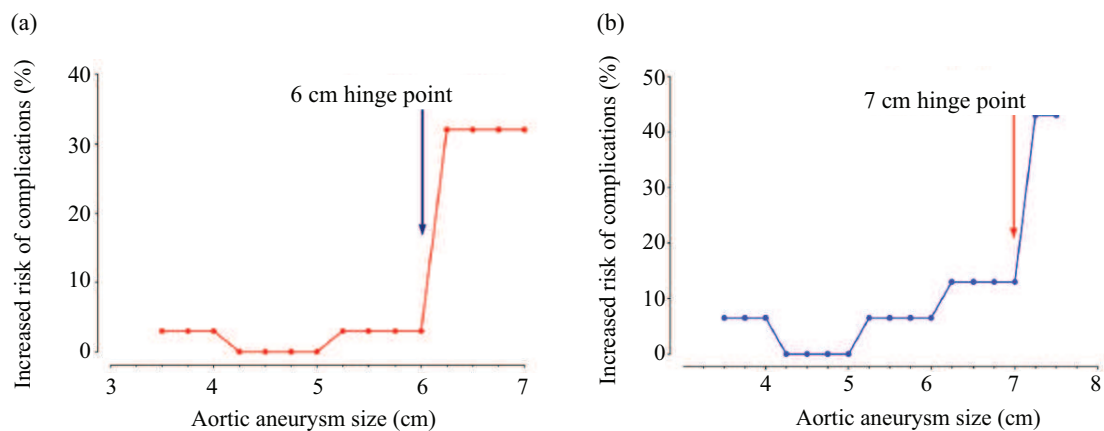 (a)
Increased risk of complications (%)
40
30
20
10
0
6 cm hinge point
3 4 5 6 7
Aortic aneurysm size (cm)
(b)
Increased risk of complications (%)
50
40
30
20
10
0
7 cm hinge point
4 5 6 7 8
Aortic aneurysm size (cm)